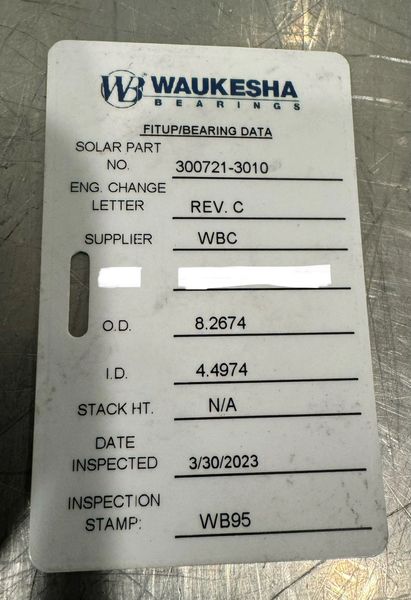 WB WAUKESHA
BEARINGS
FITUP/BEARING DATA
SOLAR PART
NO. 300721-3010
ENG. CHANGE
LETTER REV. C
SUPPLIER WBC
O.D. 8.2674
I.D. 4.4974
STACK HT. N/A
DATE
INSPECTED 3/30/2023
INSPECTION
STAMP: WB95